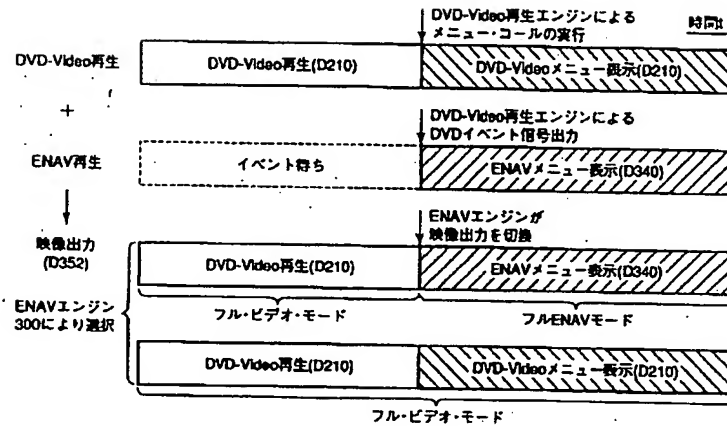 DVD-Video再生エンジンによる
メニュー・コールの実行
時間t
DVD-Video再生
DVD-Video再生(D210)
DVD-Videoメニュー表示(D210)
+
DVD-Video再生エンジンによる
DVDイベント信号出力
ENAV再生
イベント待ち
ENAVメニュー表示(D340)
ENAVエンジンが
映像出力を切換
映像出力
(D352)
DVD-Video再生(D210)
ENAVメニュー表示(D340)
ENAVエンジン
300により選択
フル・ビデオ・モード
フルENAVモード
DVD-Video再生(D210)
DVD-Videoメニュー表示(D210)
フル・ビデオ・モード